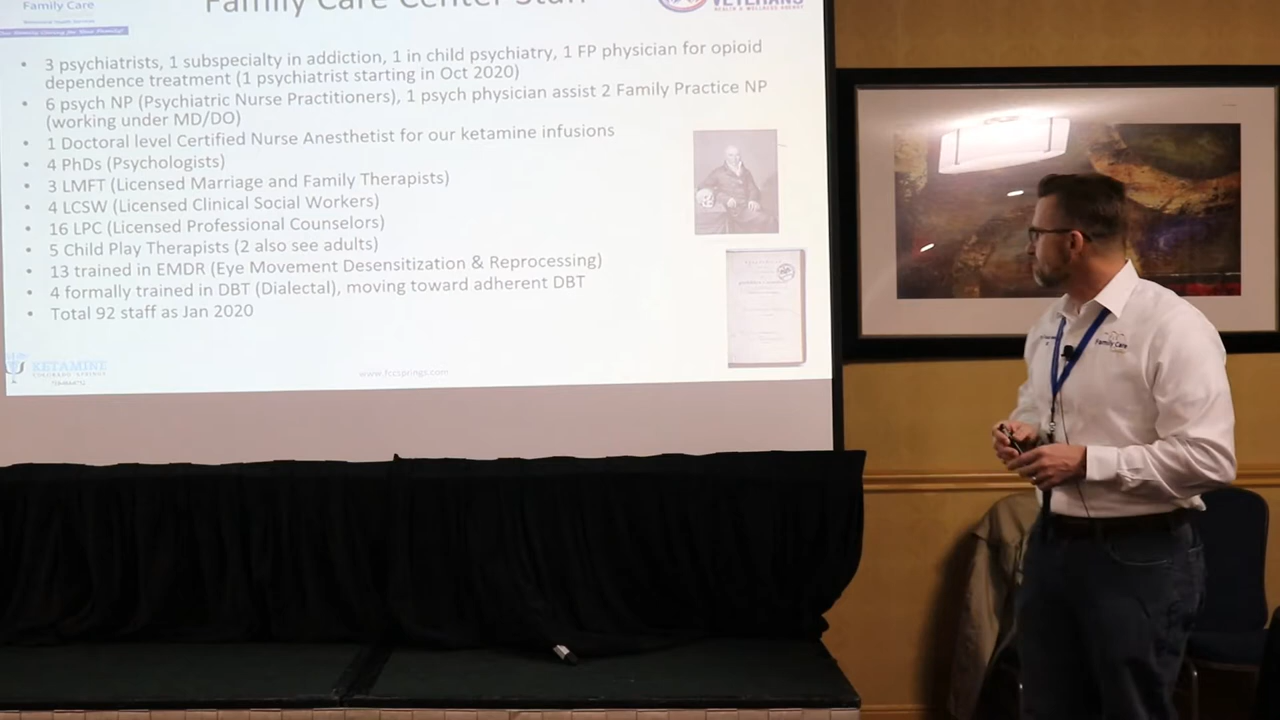 Family Care Center Staff
Family Care
VETERANS
HEALTH & WELLNESS AGENCY
• 3 psychiatrists, 1 subspecialty in addiction, 1 in child psychiatry, 1 FP physician for opioid
dependence treatment (1 psychiatrist starting in Oct 2020)
• 6 psych NP (Psychiatric Nurse Practitioners), 1 psych physician assist 2 Family Practice NP
(working under MD/DO)
• 1 Doctoral level Certified Nurse Anesthetist for our ketamine infusions
• 4 PhDs (Psychologists)
• 3 LMFT (Licensed Marriage and Family Therapists)
• 4 LCSW (Licensed Clinical Social Workers)
• 16 LPC (Licensed Professional Counselors)
• 5 Child Play Therapists (2 also see adults)
• 13 trained in EMDR (Eye Movement Desensitization & Reprocessing)
• 4 formally trained in DBT (Dialectal), moving toward adherent DBT
• Total 92 staff as Jan 2020
KETAMINE
COLORADO SPRINGS
www.fccsprings.com
Family Care